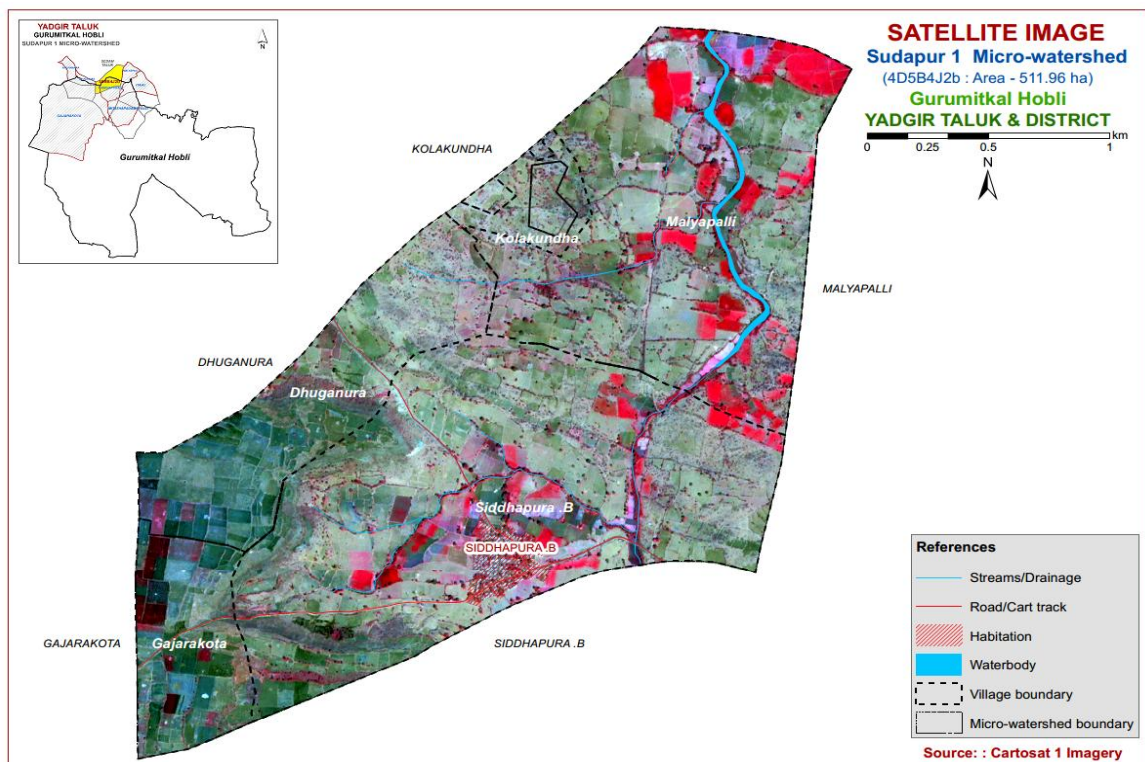 YADGIR TALUK
GURUMITKAL HOBLI
SUDAPUR 1 MICRO-WATERSHED
N
GAJARAKOTA
Gurumitkal Hobli
SATELLITE IMAGE
Sudapur 1 Micro-watershed
(4D5B4J2b : Area - 511.96 ha)
Gurumitkal Hobli
YADGIR TALUK & DISTRICT
km
0 0.25 0.5 1
N
KOLAKUNDHA
Malyapalli
Kolakundha
MALYAPALLI
DHUGANURA
Dhuganura
Siddhapura .B
SIDDHAPURA .B
GAJARAKOTA
Gajarakota
SIDDHAPURA .B
References
Streams/Drainage
Road/Cart track
Habitation
Waterbody
Village boundary
Micro-watershed boundary
Source: : Cartosat 1 Imagery